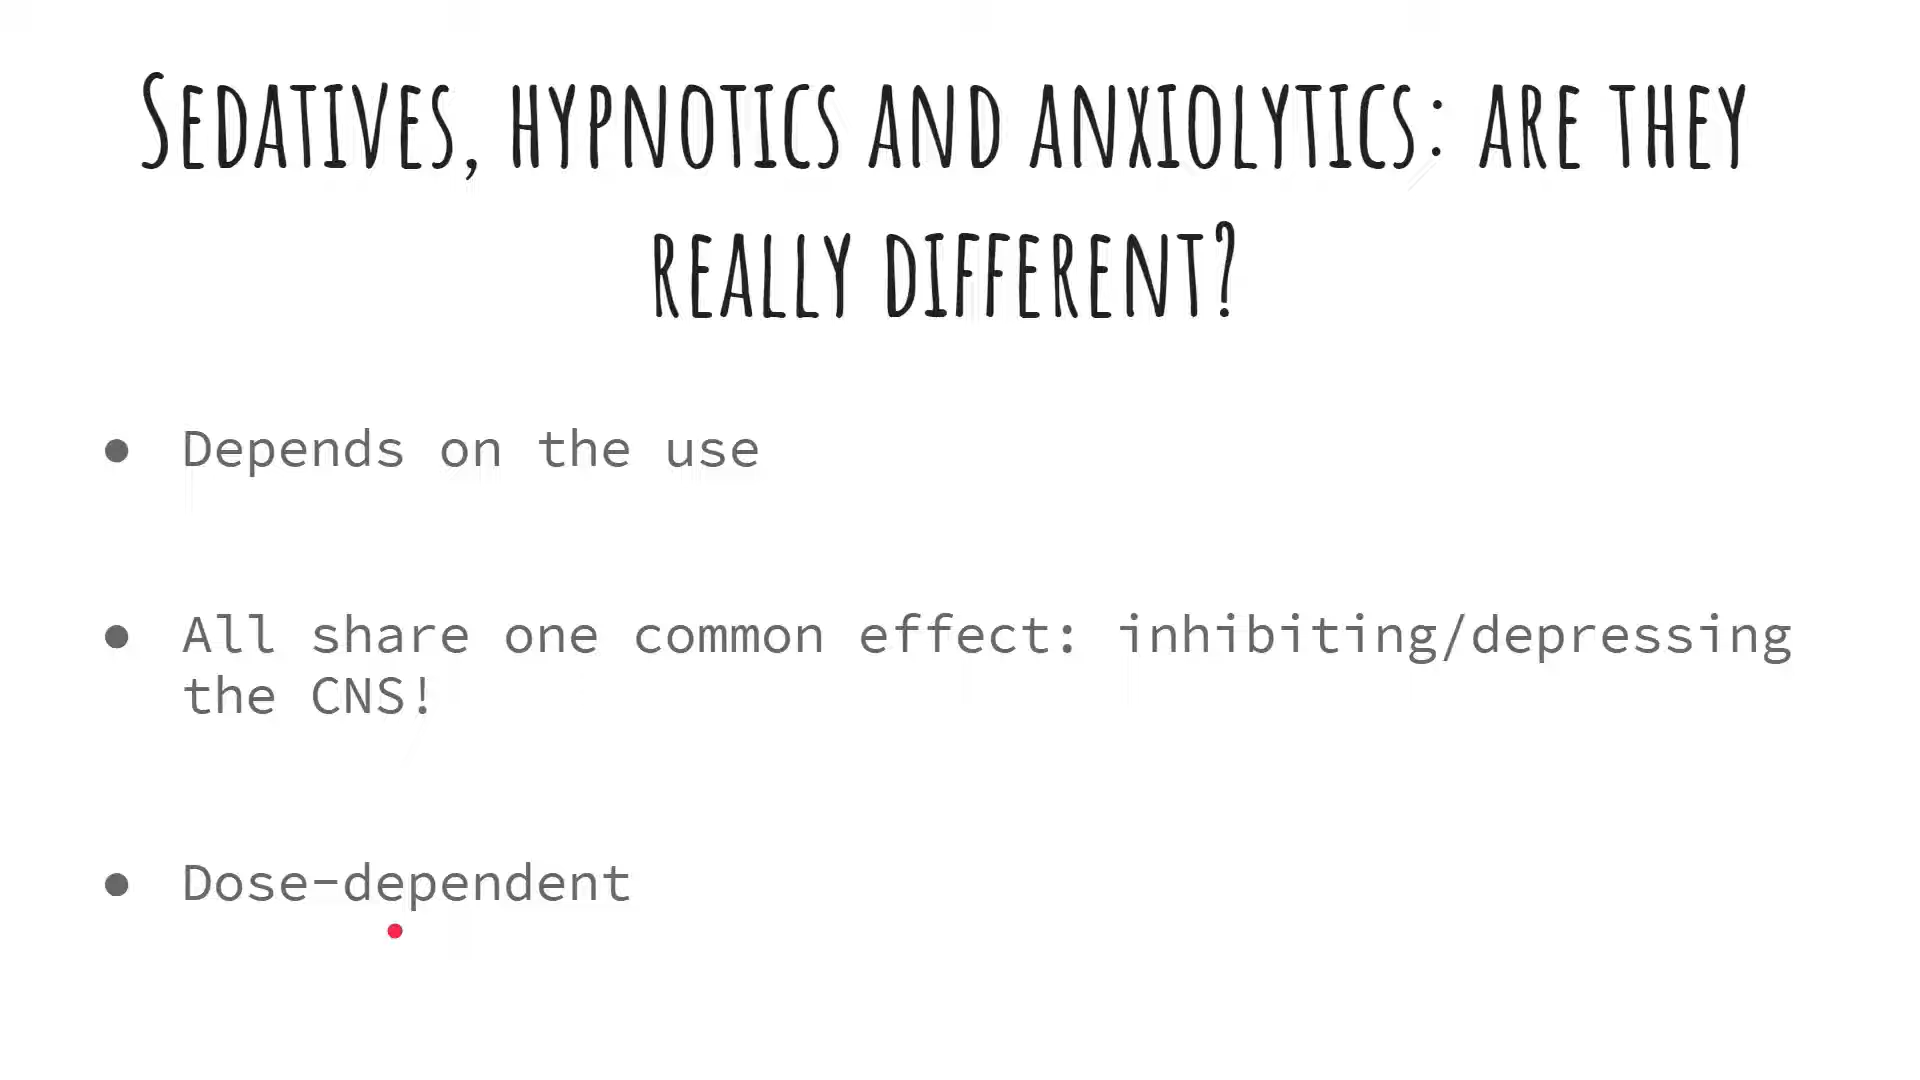 Sedatives, hypnotics and anxiolytics: are they
really different?
● Depends on the use
● All share one common effect: inhibiting/depressing
the CNS!
● Dose-dependent